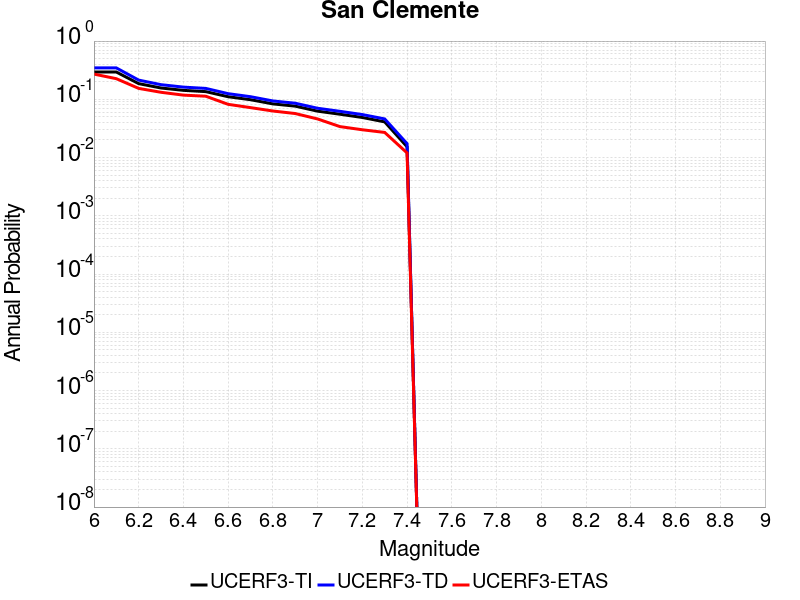 San Clemente
10^0
10^-1
10^-2
10^-3
10^-4
10^-5
10^-6
10^-7
10^-8
Annual Probability
6 6.2 6.4 6.6 6.8 7 7.2 7.4 7.6 7.8 8 8.2 8.4 8.6 8.8 9
Magnitude
UCERF3-TI UCERF3-TD UCERF3-ETAS